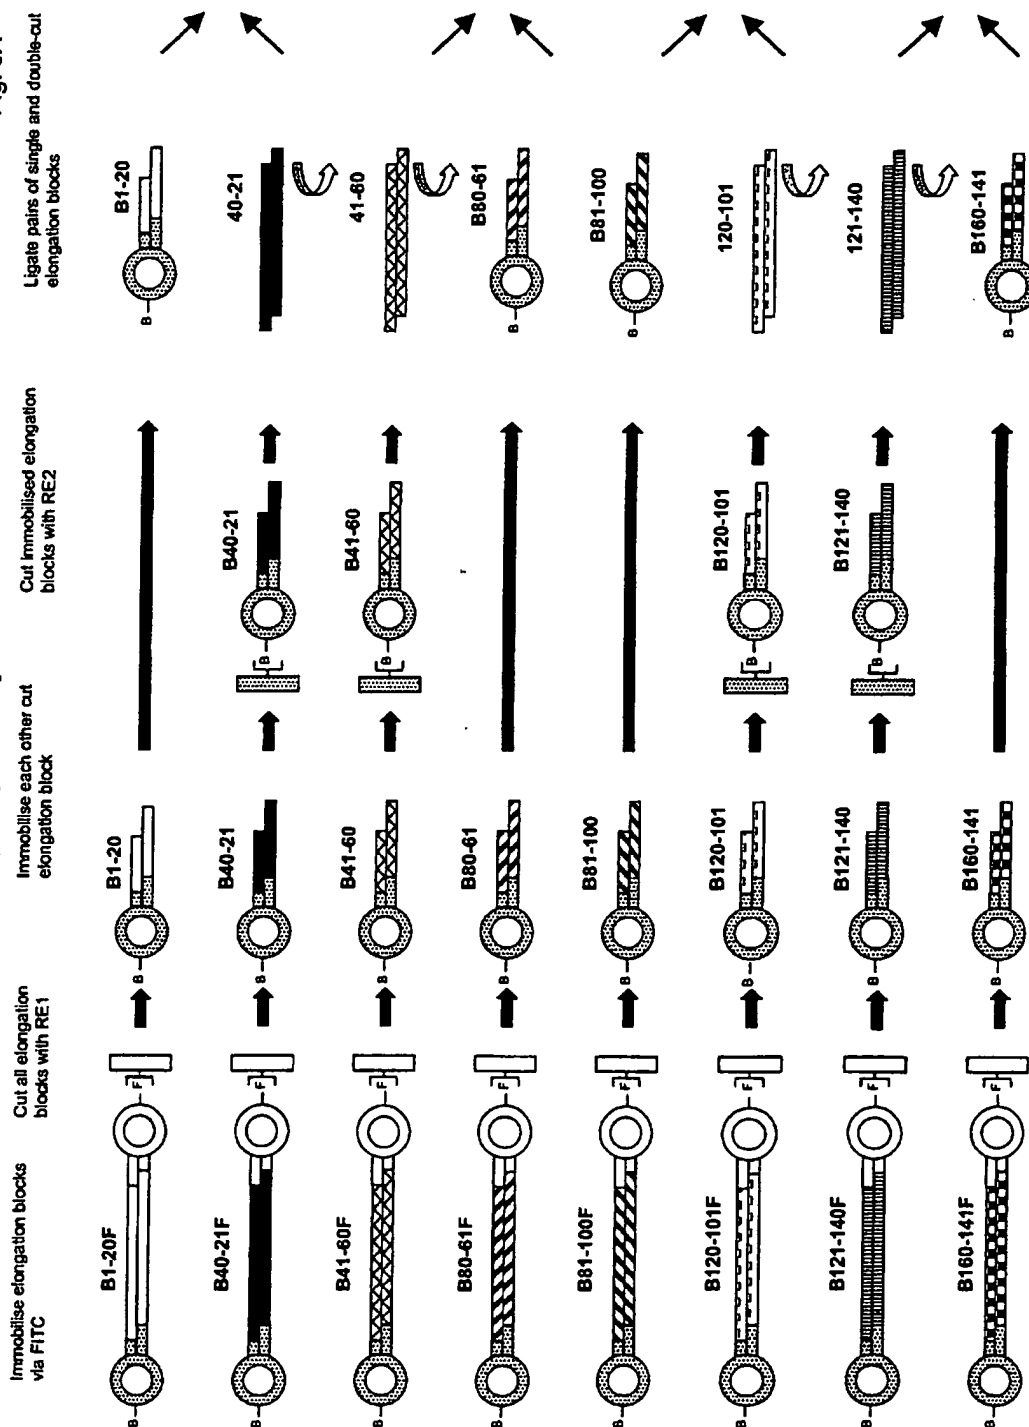 Immobilise elongation blocks
via FITC
Cut all elongation
blocks with RE1
Immobilise each other cut
elongation block
Cut immobilised elongation
blocks with RE2
Ligate pairs of single and double-cut
elongation blocks
B1-20F
B1-20
B1-20
B
F
B
B
B40-21F
B40-21
B40-21
40-21
B
F
B
B
B41-60F
B41-60
B41-60
41-60
B
F
B
B
B80-61F
B80-61
B80-61
B
F
B
B
B81-100F
B81-100
B81-100
B
F
B
B
B120-101F
B120-101
B120-101
120-101
B
F
B
B
B121-140F
B121-140
B121-140
121-140
B
F
B
B
B160-141F
B160-141
B160-141
B
F
B
B